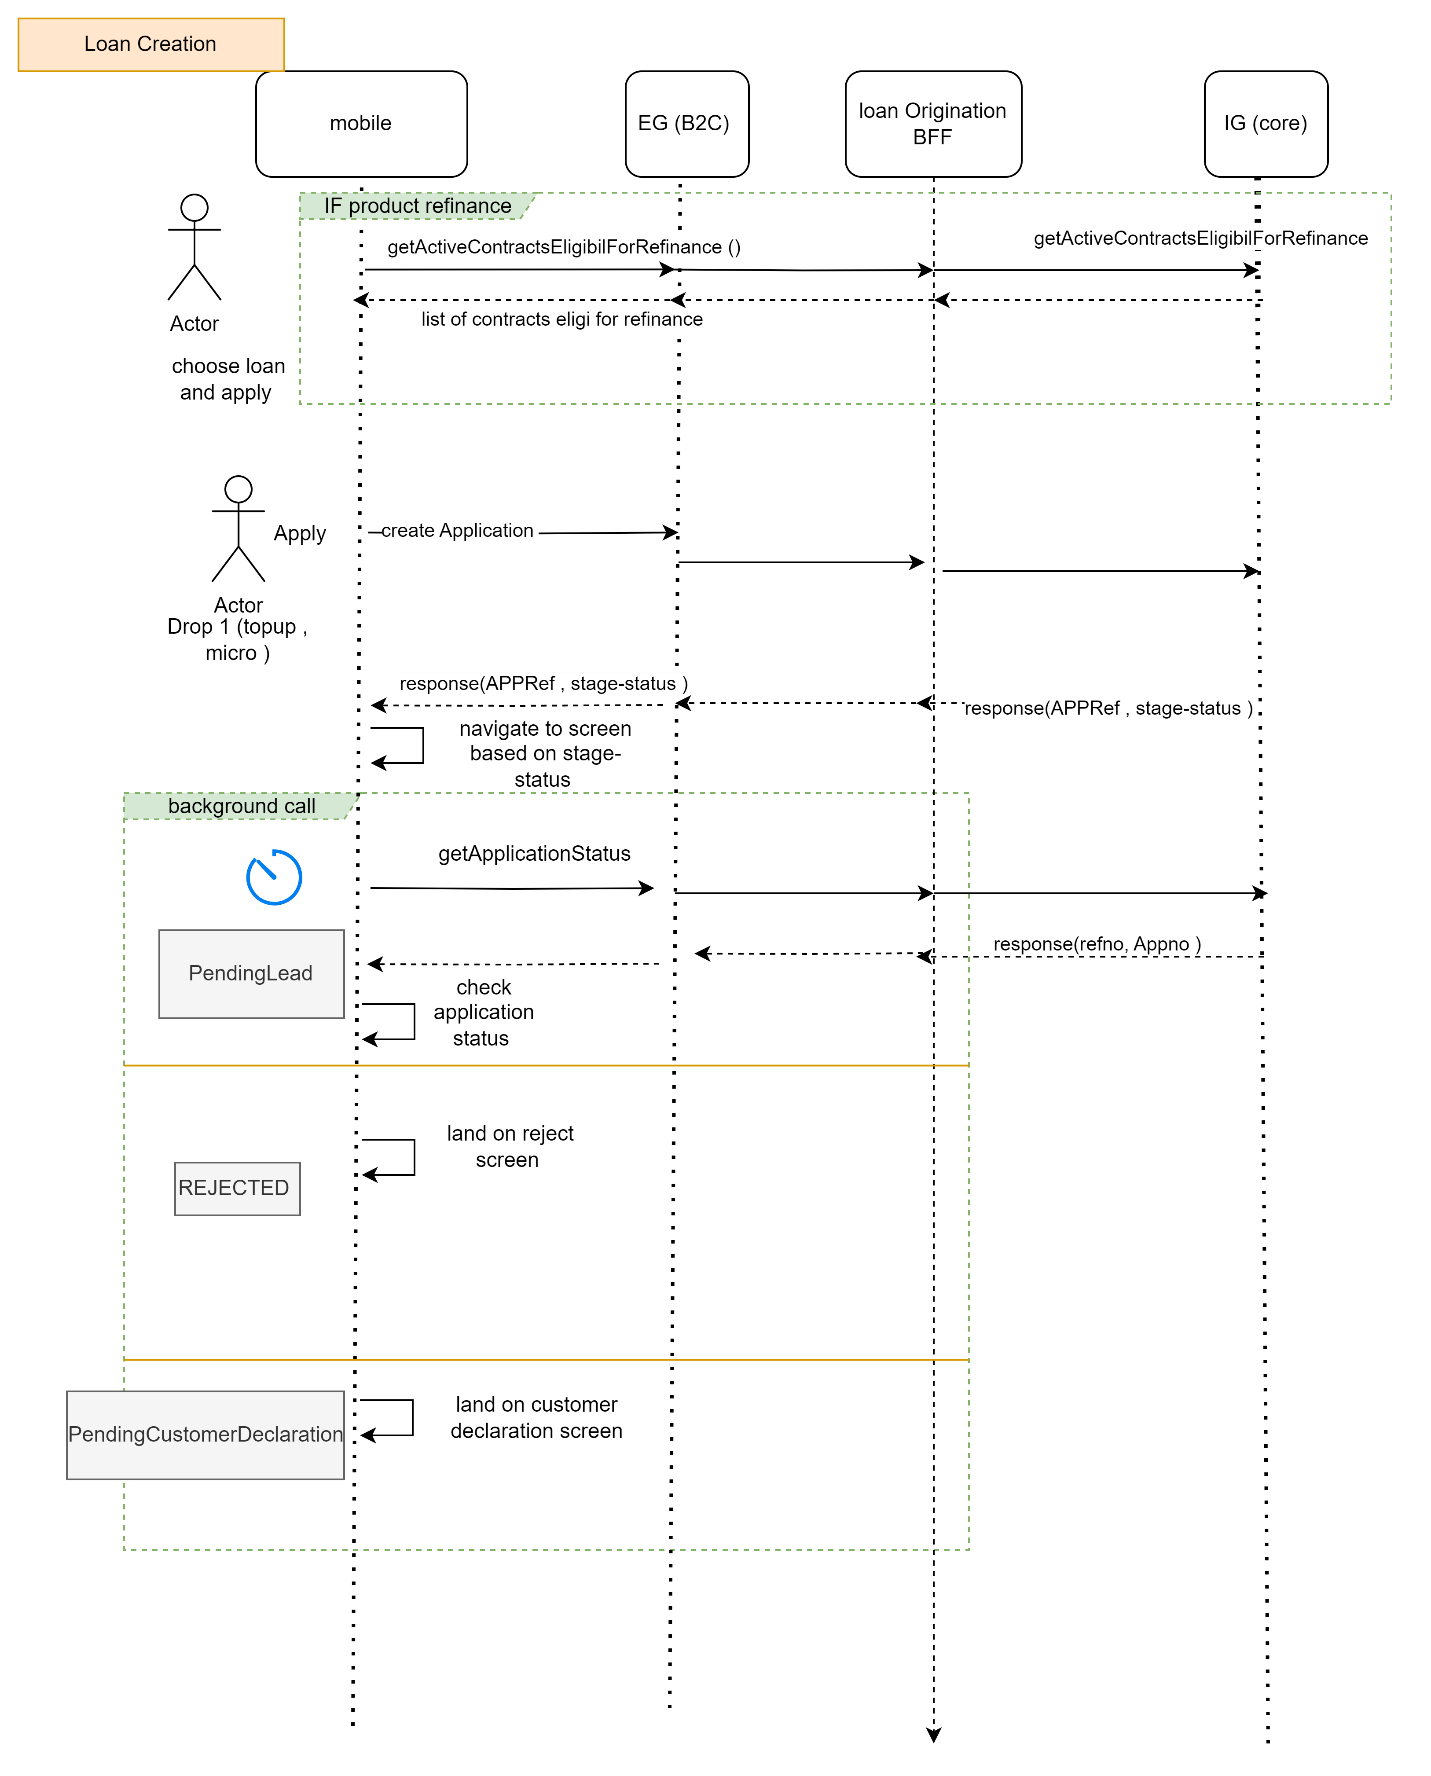 Loan Creation
mobile
EG (B2C)
loan Origination
BFF
IG (core)
IF product refinance
getActiveContractsEligibilForRefinance ()
getActiveContractsEligibilForRefinance
list of contracts eligi for refinance
Actor
choose loan
and apply
create Application
Apply
Actor
Drop 1 (topup ,
micro )
response(APPRef , stage-status )
response(APPRef , stage-status )
navigate to screen
based on stage-
status
background call
getApplicationStatus
response(refno, Appno )
PendingLead
check
application
status
land on reject
screen
REJECTED
land on customer
declaration screen
PendingCustomerDeclaration